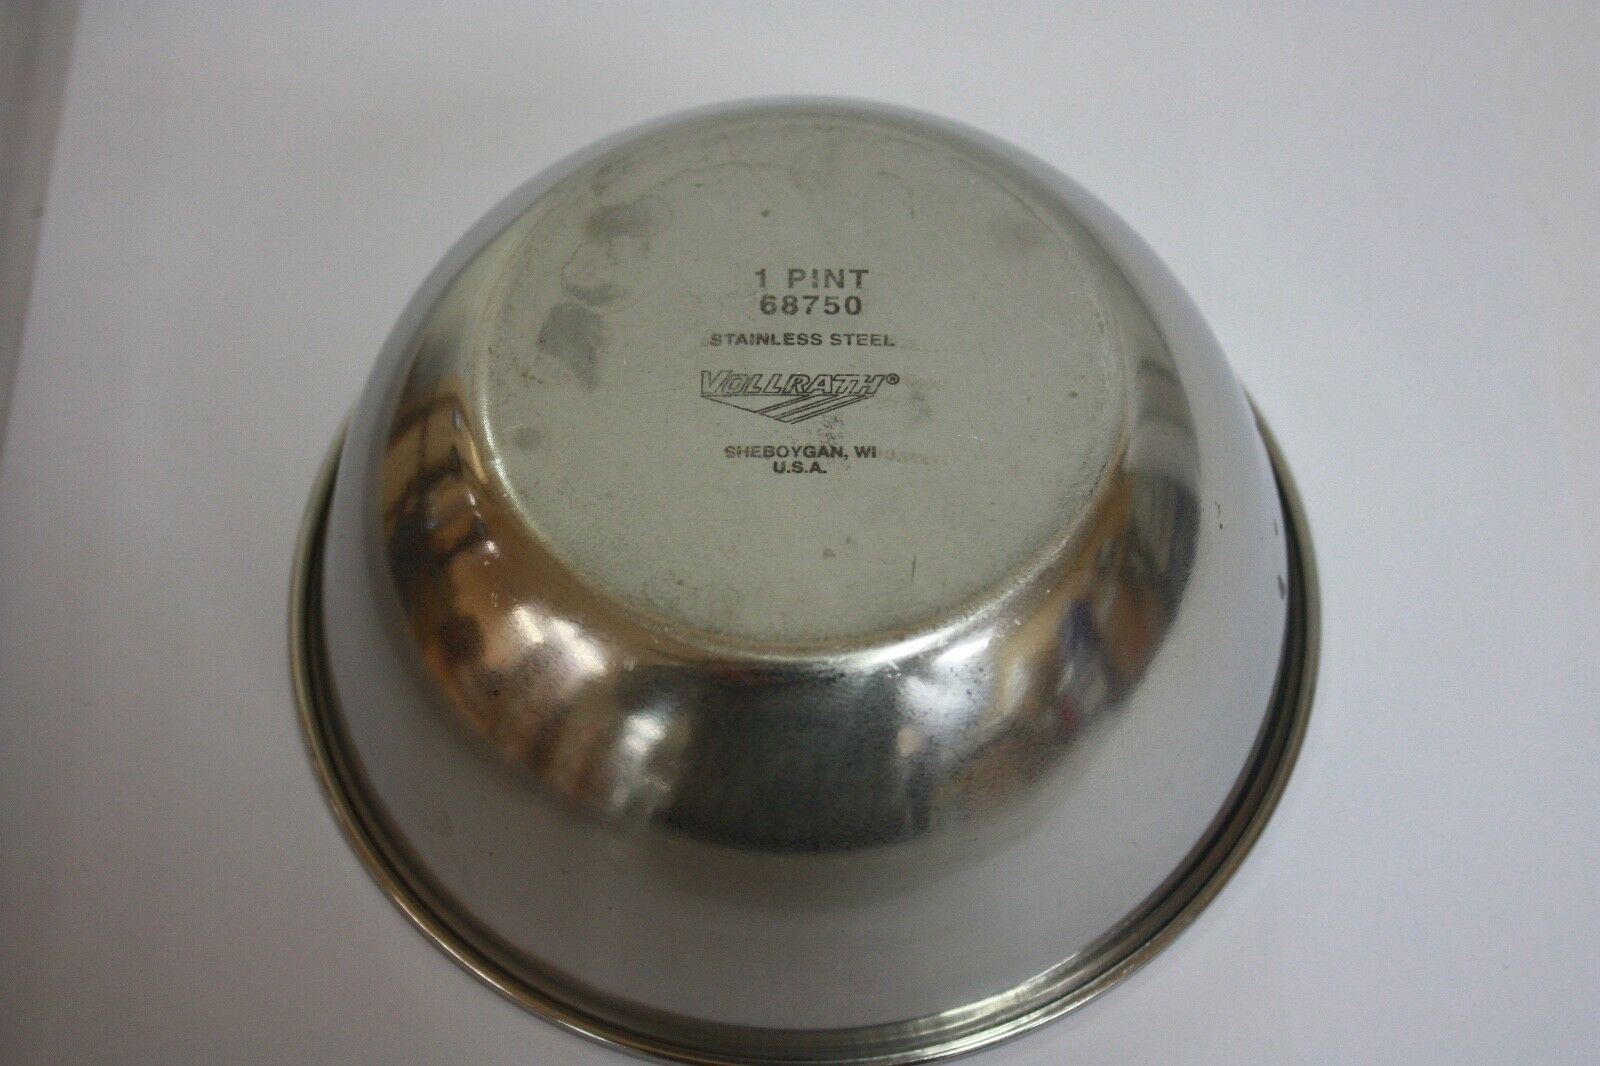 1 PINT
68750
STAINLESS STEEL
VOLLRATH®
SHEBOYGAN, WI
U.S.A.